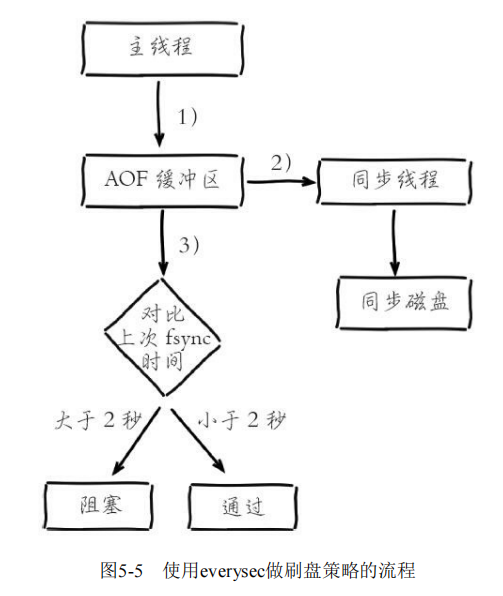 主线程
1)
AOF 缓冲区
2)
同步线程
3)
同步磁盘
对比
上次 fsync
时间
大于 2 秒
小于 2 秒
阻塞
通过
图5-5 使用everysec做刷盘策略的流程